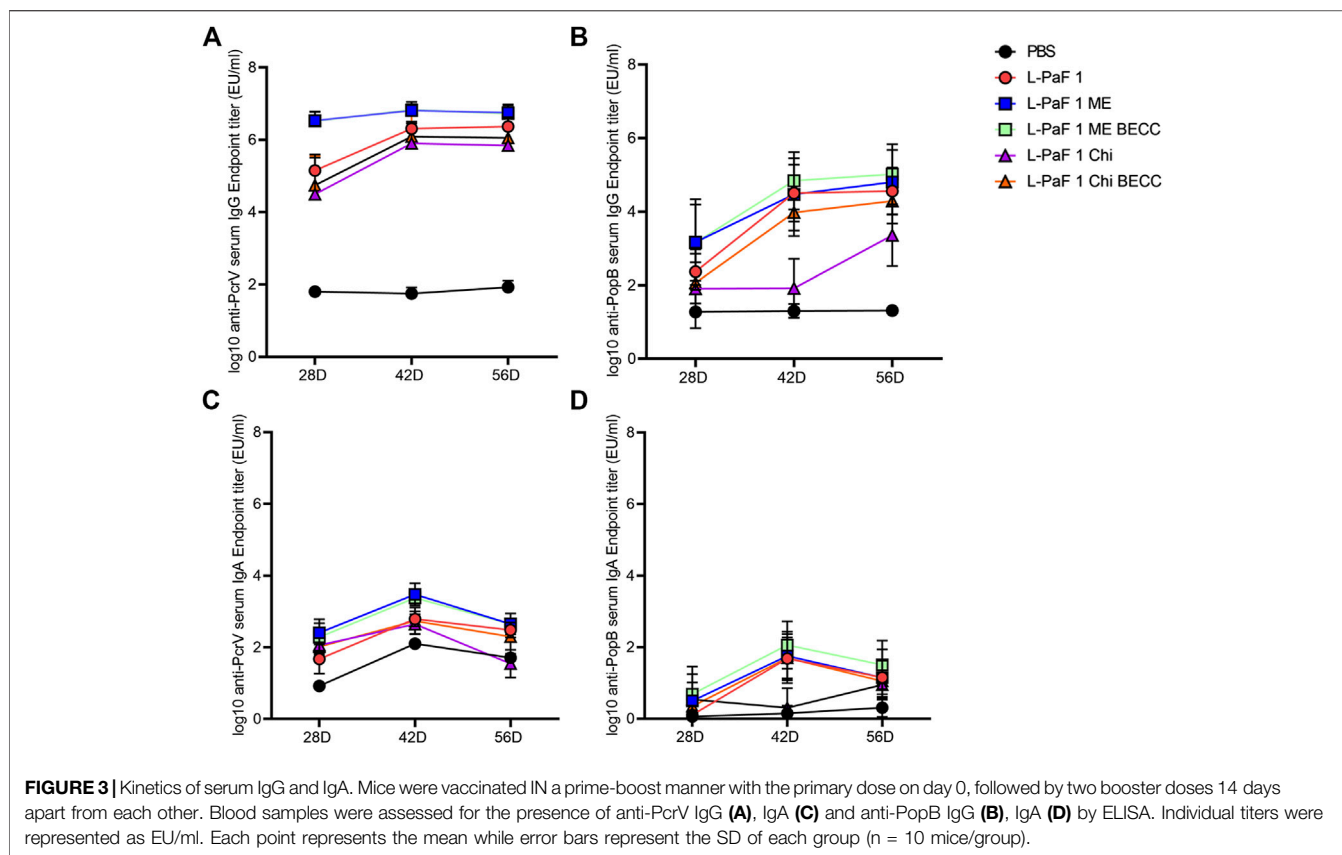 A
log10 anti-PcrV serum IgG Endpoint titer (EU/ml)
8
6
4
2
0
28D 42D 56D
B
log10 anti-PopB serum IgG Endpoint titer (EU/ml)
8
6
4
2
0
28D 42D 56D
PBS
L-PaF 1
L-PaF 1 ME
L-PaF 1 ME BECC
L-PaF 1 Chi
L-PaF 1 Chi BECC
C
log10 anti-PcrV serum IgA Endpoint titer (EU/ml)
8
6
4
2
0
28D 42D 56D
D
log10 anti-PopB serum IgA Endpoint titer (EU/ml)
8
6
4
2
0
28D 42D 56D
FIGURE 3 | Kinetics of serum IgG and IgA. Mice were vaccinated IN a prime-boost manner with the primary dose on day 0, followed by two booster doses 14 days
apart from each other. Blood samples were assessed for the presence of anti-PcrV IgG (A), IgA (C) and anti-PopB IgG (B), IgA (D) by ELISA. Individual titers were
represented as EU/ml. Each point represents the mean while error bars represent the SD of each group (n = 10 mice/group).